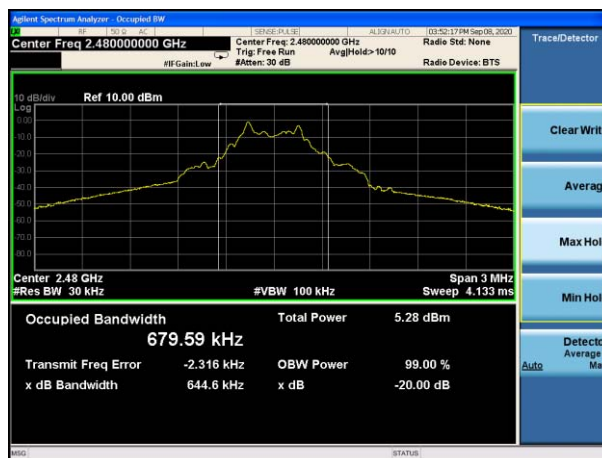 Agilent Spectrum Analyzer - Occupied BW
LXI RF 50 Ω AC SENSE:PULSE ALIGN AUTO 03:52:17 PM Sep 08, 2020
Center Freq 2.480000000 GHz
Center Freq: 2.480000000 GHz
Radio Std: None
Trig: Free Run Avg|Hold:> 10/10
#IFGain:Low #Atten: 30 dB Radio Device: BTS
10 dB/div Ref 10.00 dBm
Log
0.00
-10.0
-20.0
-30.0
-40.0
-50.0
-60.0
-70.0
-80.0
Center 2.48 GHz Span 3 MHz
#Res BW 30 kHz #VBW 100 kHz Sweep 4.133 ms
Occupied Bandwidth Total Power 5.28 dBm
679.59 kHz
Transmit Freq Error -2.316 kHz OBW Power 99.00 %
x dB Bandwidth 644.6 kHz x dB -20.00 dB
MSG STATUS
Trace/Detector
Clear Writ
Averag
Max Hol
Min Hol
Detecto
Average
Auto Ma